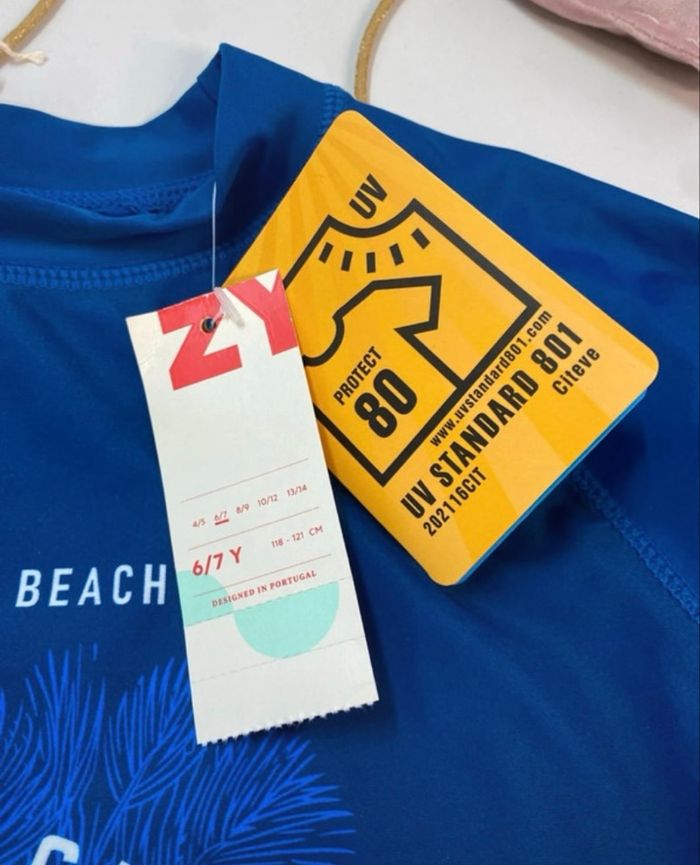 UV
PROTECT
80
www.uvstandard801.com
UV STANDARD 801
Citeve
202116CIT
ZY
4/5 6/7 8/9 10/12 13/14
6/7 Y 118 - 121 CM
DESIGNED IN PORTUGAL
BEACH